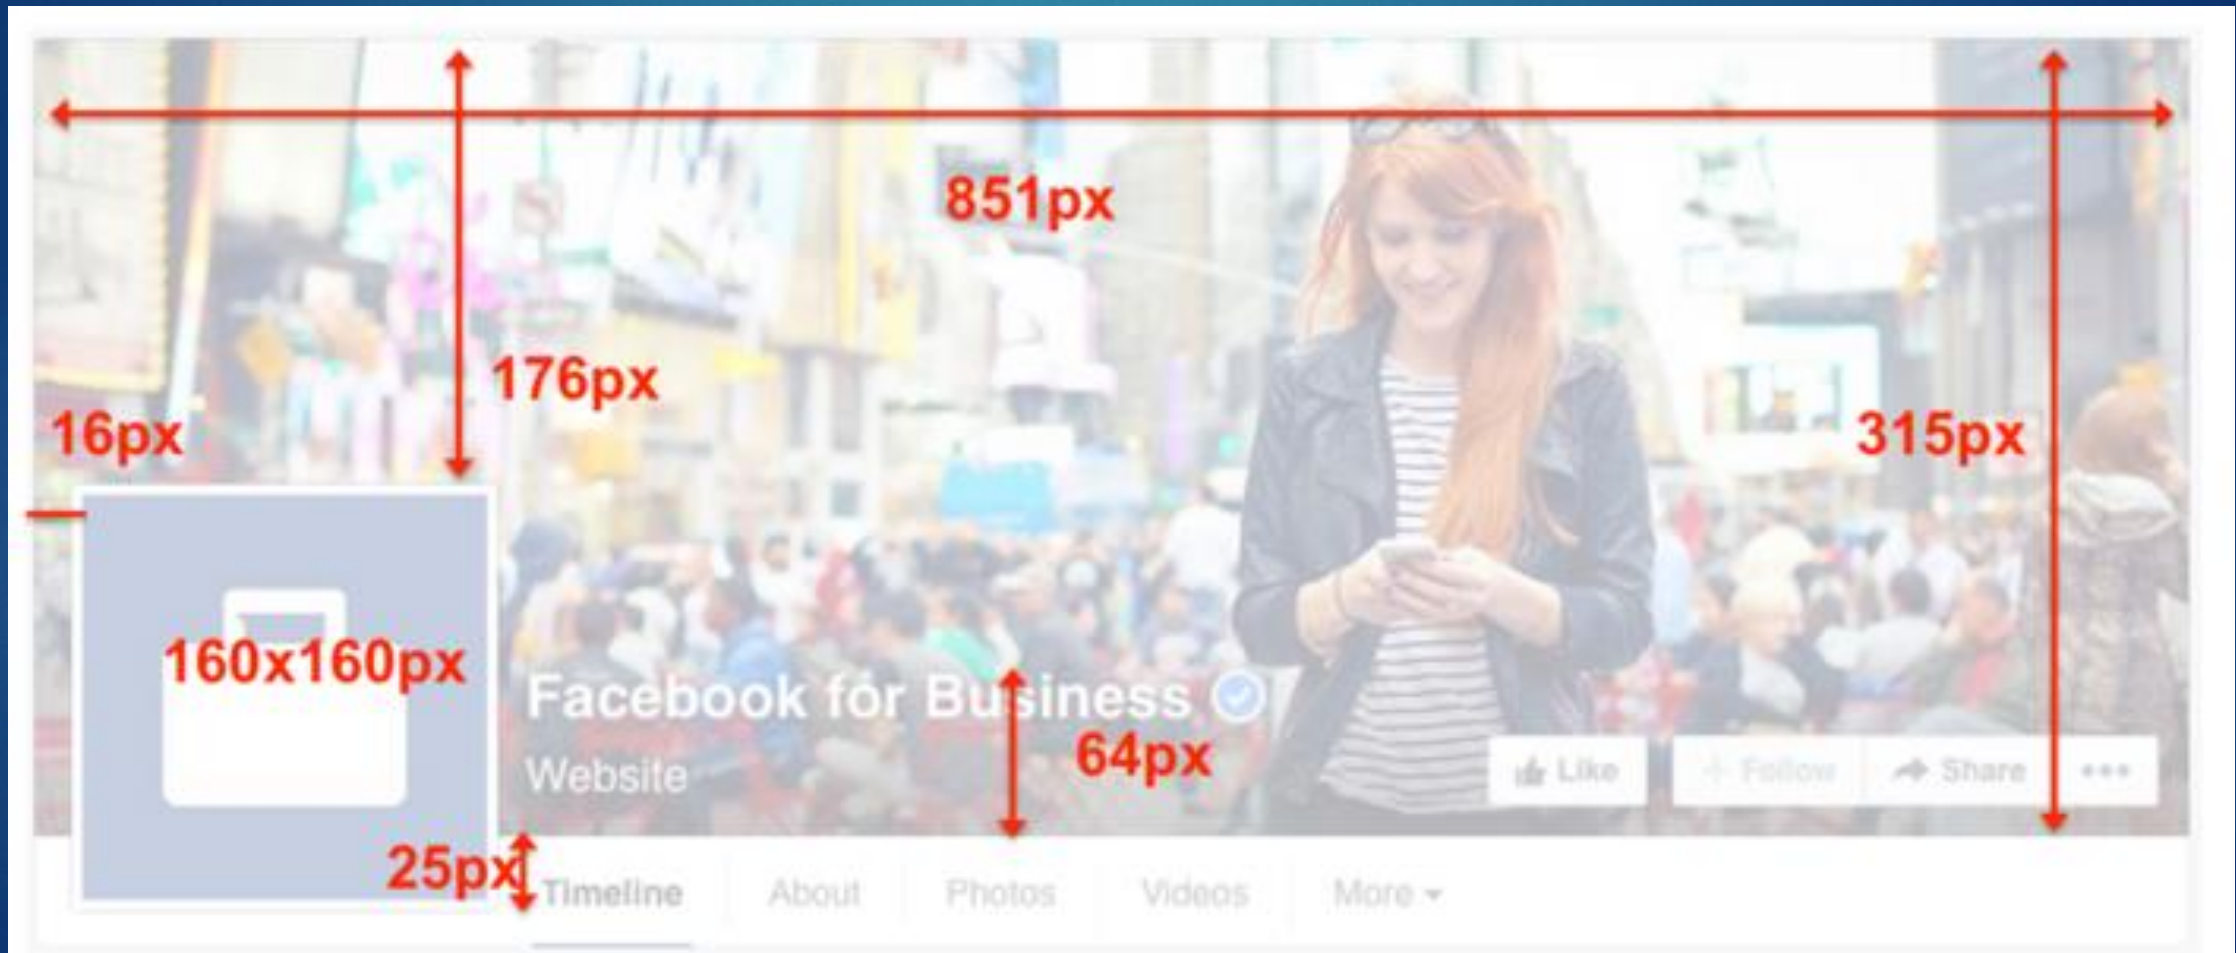 851px
176px
16px
315px
160x160px
Facebook for Business
64px
Website
Like
Follow
Share
25px
Timeline
About
Photos
Videos
More